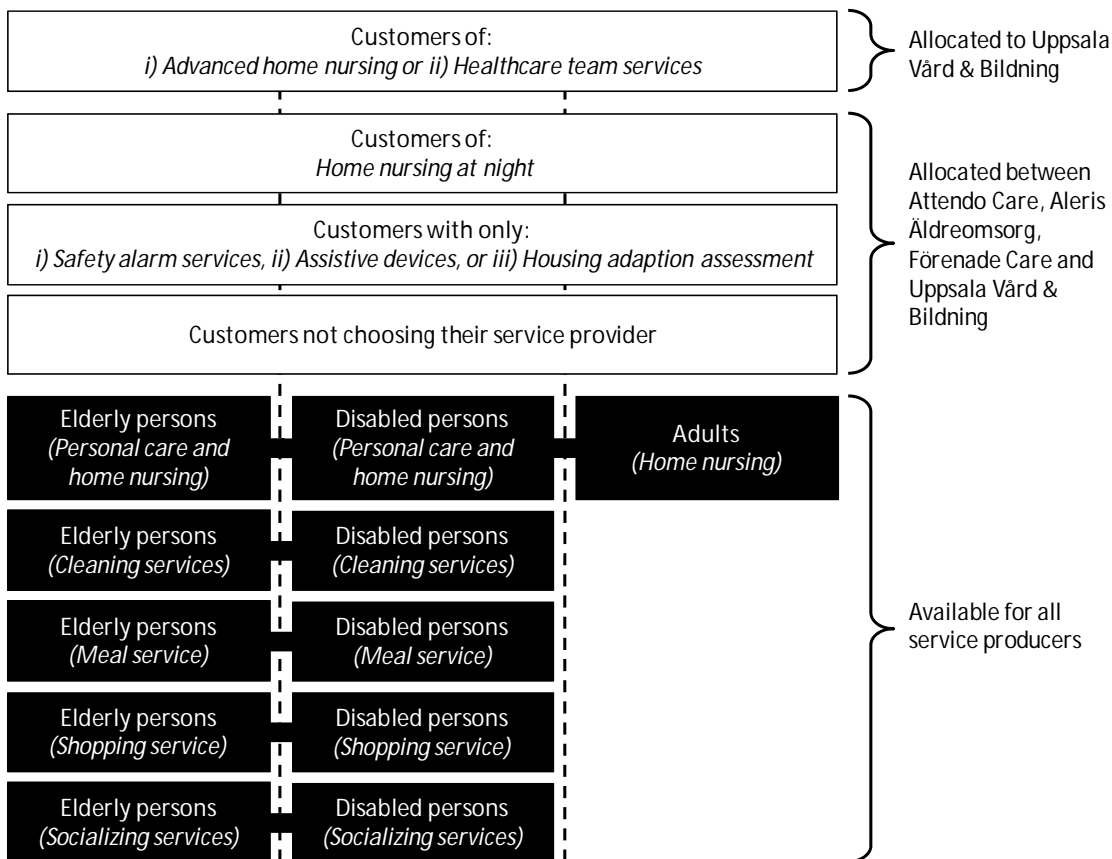 Customers of:
i) Advanced home nursing or ii) Healthcare team services
Allocated to Uppsala
Vård & Bildning
Customers of:
Home nursing at night
Customers with only:
i) Safety alarm services, ii) Assistive devices, or iii) Housing adaption assessment
Customers not choosing their service provider
Allocated between
Attendo Care, Aleris
Äldreomsorg,
Förenade Care and
Uppsala Vård &
Bildning
Elderly persons
(Personal care and
home nursing)
Disabled persons
(Personal care and
home nursing)
Adults
(Home nursing)
Elderly persons
(Cleaning services)
Disabled persons
(Cleaning services)
Elderly persons
(Meal service)
Disabled persons
(Meal service)
Elderly persons
(Shopping service)
Disabled persons
(Shopping service)
Elderly persons
(Socializing services)
Disabled persons
(Socializing services)
Available for all
service producers